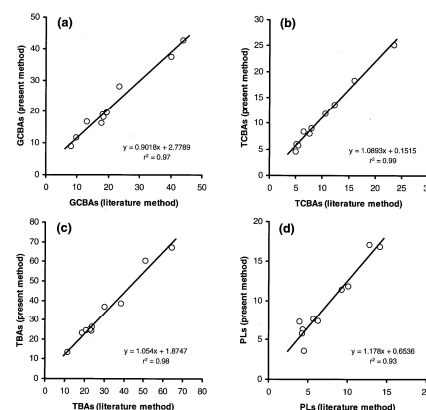 (a)
50
40
30
20
10
0
GCBAs (present method)
y = 0.9018x + 2.7789
r² = 0.97
0 10 20 30 40 50
GCBAs (literature method)
(b)
30
25
20
15
10
5
0
TCBAs (present method)
y = 1.0893x + 0.1515
r² = 0.99
0 5 10 15 20 25
TCBAs (literature method)
(c)
80
70
60
50
40
30
20
10
0
TBAs (present method)
y = 1.054x + 1.8747
r² = 0.98
0 10 20 30 40 50 60 70 80
TBAs (literature method)
(d)
20
15
10
5
0
PLs (present method)
y = 1.178x + 0.6536
r² = 0.93
0 5 10 15
PLs (literature method)